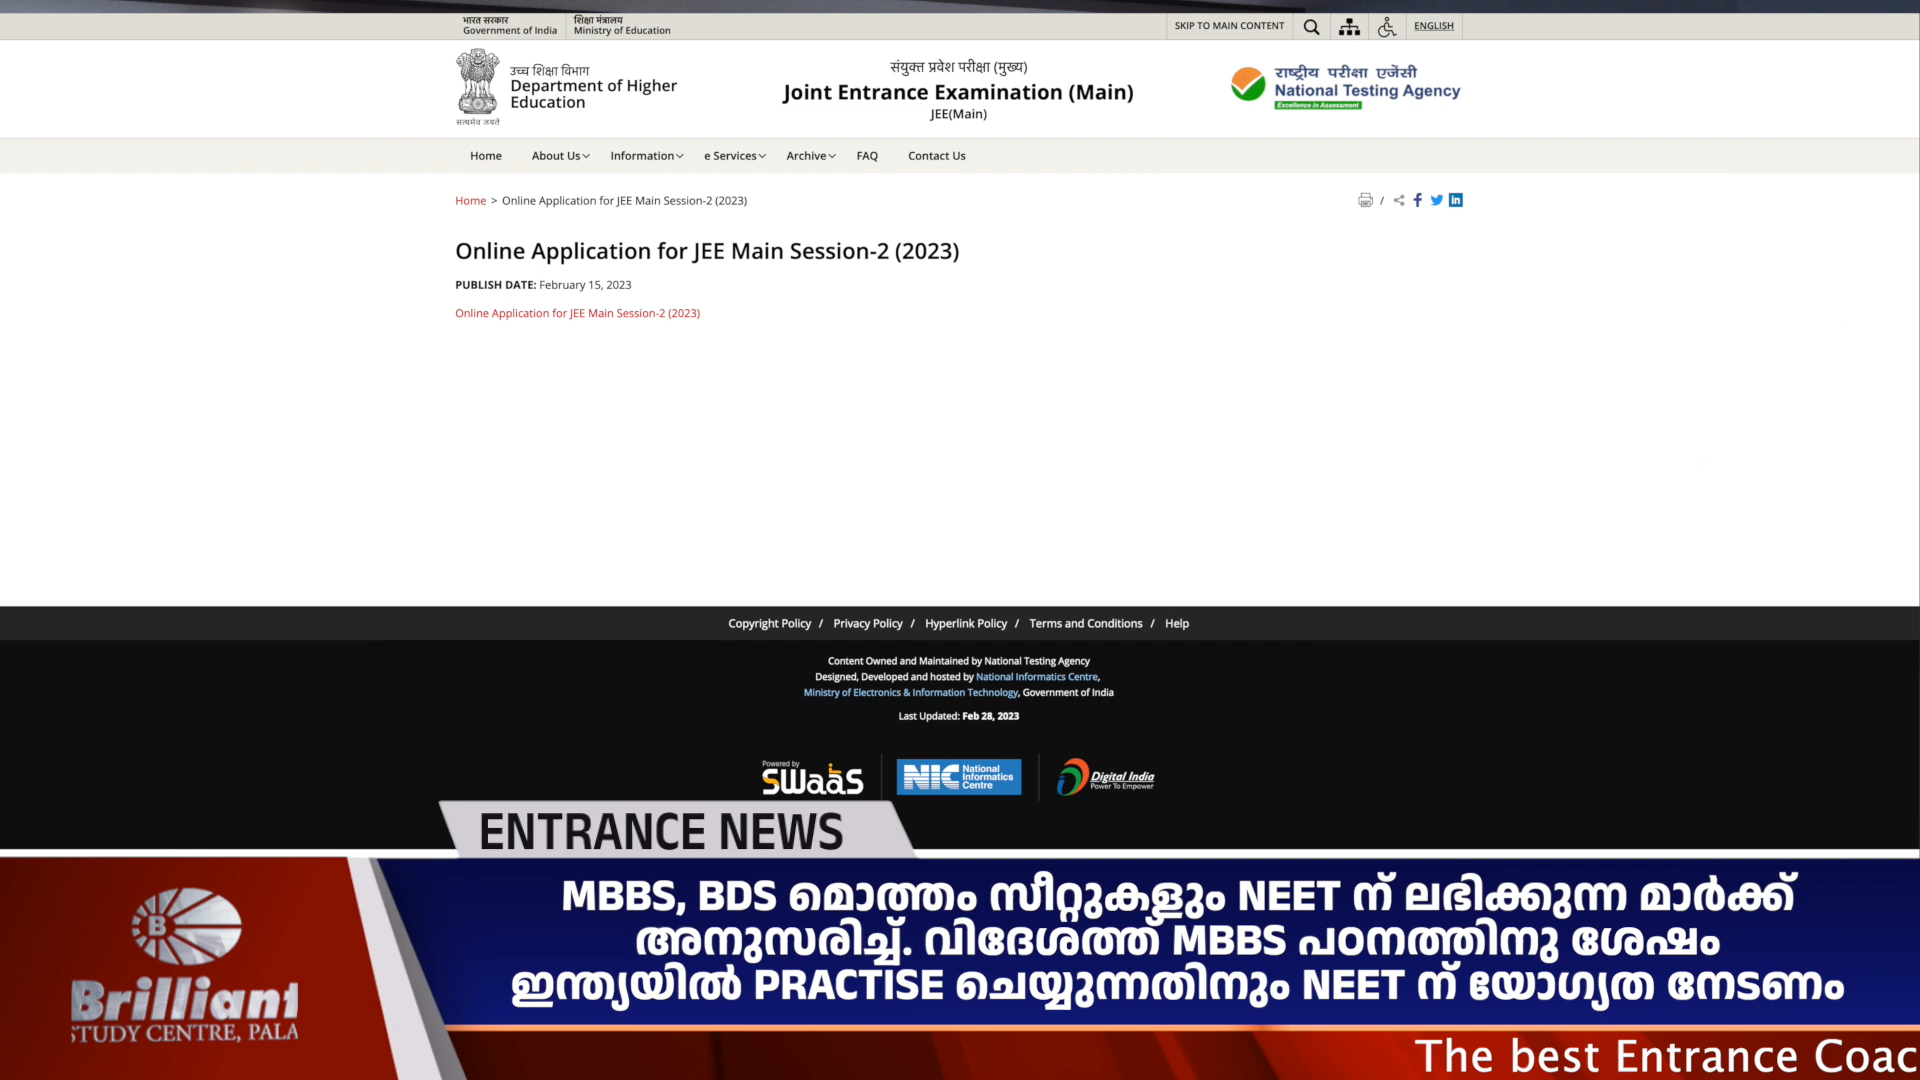 भारत सरकार
Government of India
शिक्षा मंत्रालय
Ministry of Education
SKIP TO MAIN CONTENT
ENGLISH
उच्च शिक्षा विभाग
Department of Higher
Education
सत्यमेव जयते
संयुक्त प्रवेश परीक्षा (मुख्य)
Joint Entrance Examination (Main)
JEE(Main)
राष्ट्रीय परीक्षा एजेंसी
National Testing Agency
Excellence in Assessment
Home About Us Information e Services Archive FAQ Contact Us
Home > Online Application for JEE Main Session-2 (2023)
/
Online Application for JEE Main Session-2 (2023)
PUBLISH DATE: February 15, 2023
Online Application for JEE Main Session-2 (2023)
Copyright Policy / Privacy Policy / Hyperlink Policy / Terms and Conditions / Help
Content Owned and Maintained by National Testing Agency
Designed, Developed and hosted by National Informatics Centre,
Ministry of Electronics & Information Technology, Government of India
Last Updated: Feb 28, 2023
Powered by
SWaaS
NIC National
Informatics
Centre
Digital India
Power To Empower
ENTRANCE NEWS
MBBS, BDS മൊത്തം സീറ്റുകളും NEET ന് ലഭിക്കുന്ന മാർക്ക്
അനുസരിച്ച്. വിദേശത്ത് MBBS പഠനത്തിനു ശേഷം
ഇന്ത്യയിൽ PRACTISE ചെയ്യുന്നതിനും NEET ന് യോഗ്യത നേടണം
B
Brilliant
STUDY CENTRE, PALA
The best Entrance Coac